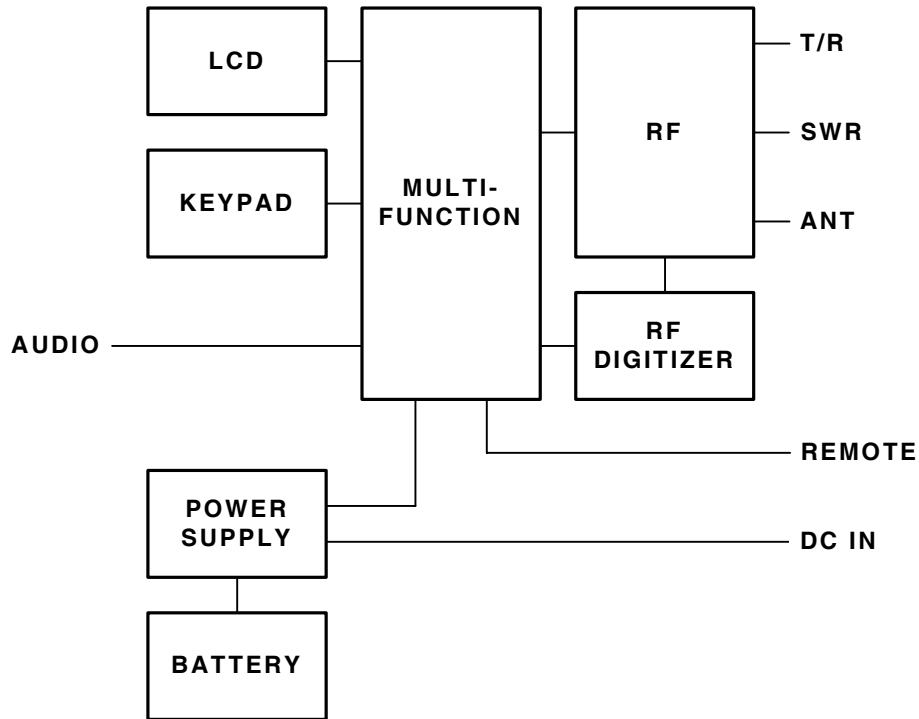 LCD
KEYPAD
AUDIO
MULTI-
FUNCTION
RF
T/R
SWR
ANT
RF
DIGITIZER
REMOTE
POWER
SUPPLY
DC IN
BATTERY